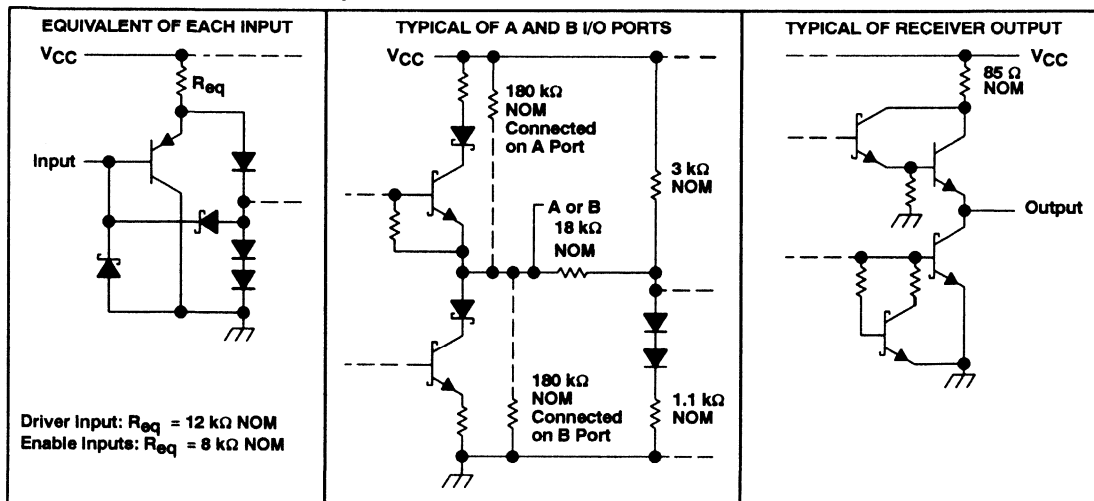 EQUIVALENT OF EACH INPUT
VCC
Req
Input
Driver Input: Req = 12 kΩ NOM
Enable Inputs: Req = 8 kΩ NOM
TYPICAL OF A AND B I/O PORTS
VCC
180 kΩ
NOM
Connected
on A Port
3 kΩ
NOM
A or B
18 kΩ
NOM
180 kΩ
NOM
Connected
on B Port
1.1 kΩ
NOM
TYPICAL OF RECEIVER OUTPUT
VCC
85 Ω
NOM
Output